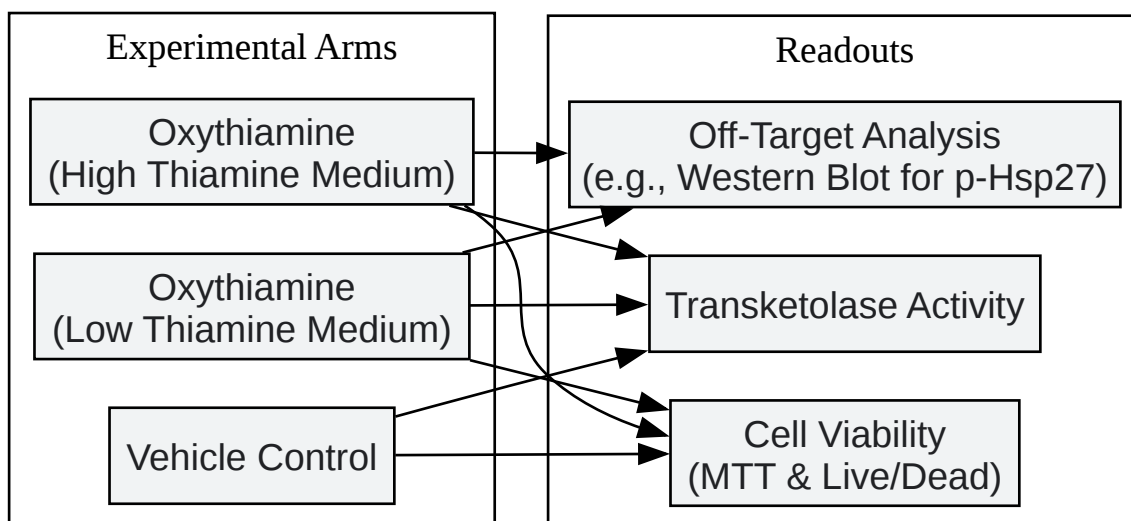 Experimental Arms
Oxythiamine
(High Thiamine Medium)
Oxythiamine
(Low Thiamine Medium)
Vehicle Control
Readouts
Off-Target Analysis
(e.g., Western Blot for p-Hsp27)
Transketolase Activity
Cell Viability
(MTT & Live/Dead)